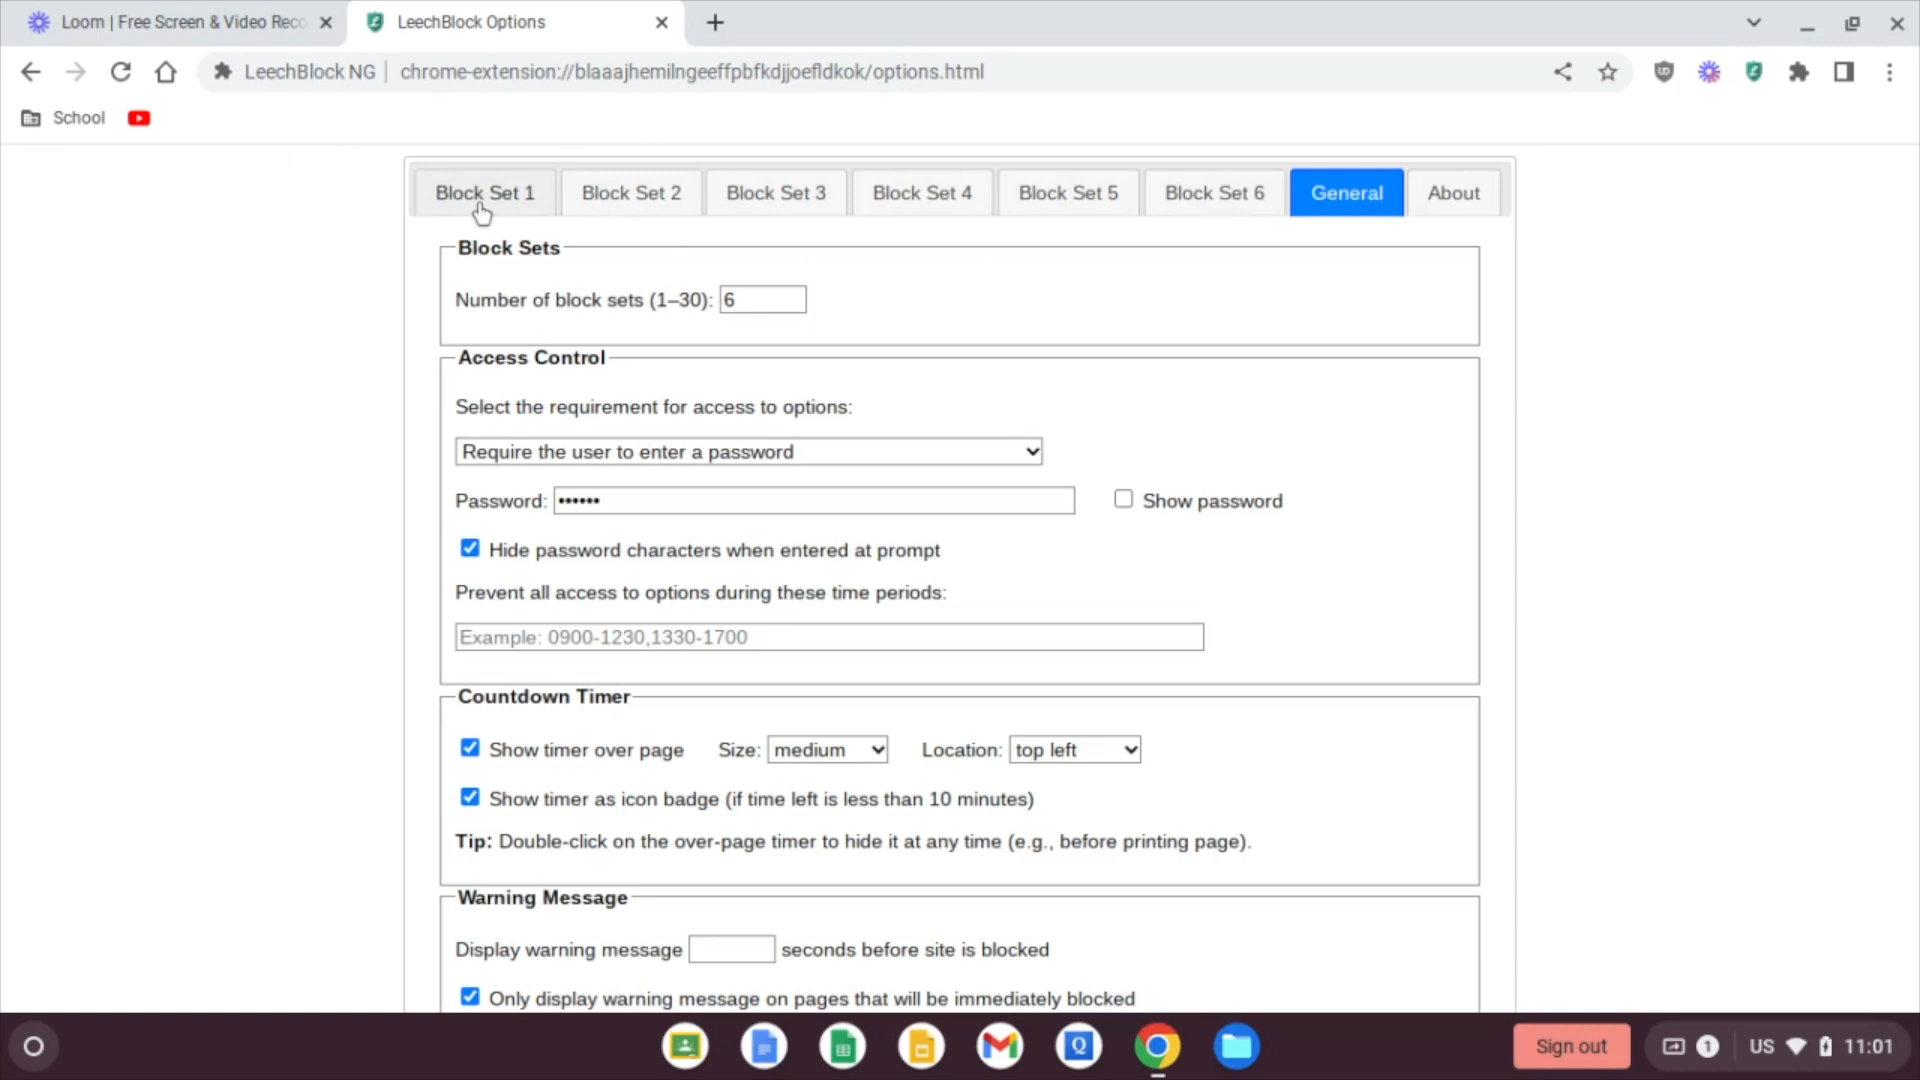 Loom | Free Screen & Video Reco
LeechBlock Options
LeechBlock NG | chrome-extension://blaaajhemilngeeffpbfkdjjoefldkok/options.html
School
Block Set 1
Block Set 2
Block Set 3
Block Set 4
Block Set 5
Block Set 6
General
About
Block Sets
Number of block sets (1–30): 6
Access Control
Select the requirement for access to options:
Require the user to enter a password
Password: ••••••
Show password
Hide password characters when entered at prompt
Prevent all access to options during these time periods:
Example: 0900-1230,1330-1700
Countdown Timer
Show timer over page Size: medium Location: top left
Show timer as icon badge (if time left is less than 10 minutes)
Tip: Double-click on the over-page timer to hide it at any time (e.g., before printing page).
Warning Message
Display warning message seconds before site is blocked
Only display warning message on pages that will be immediately blocked
Sign out
1
US
11:01